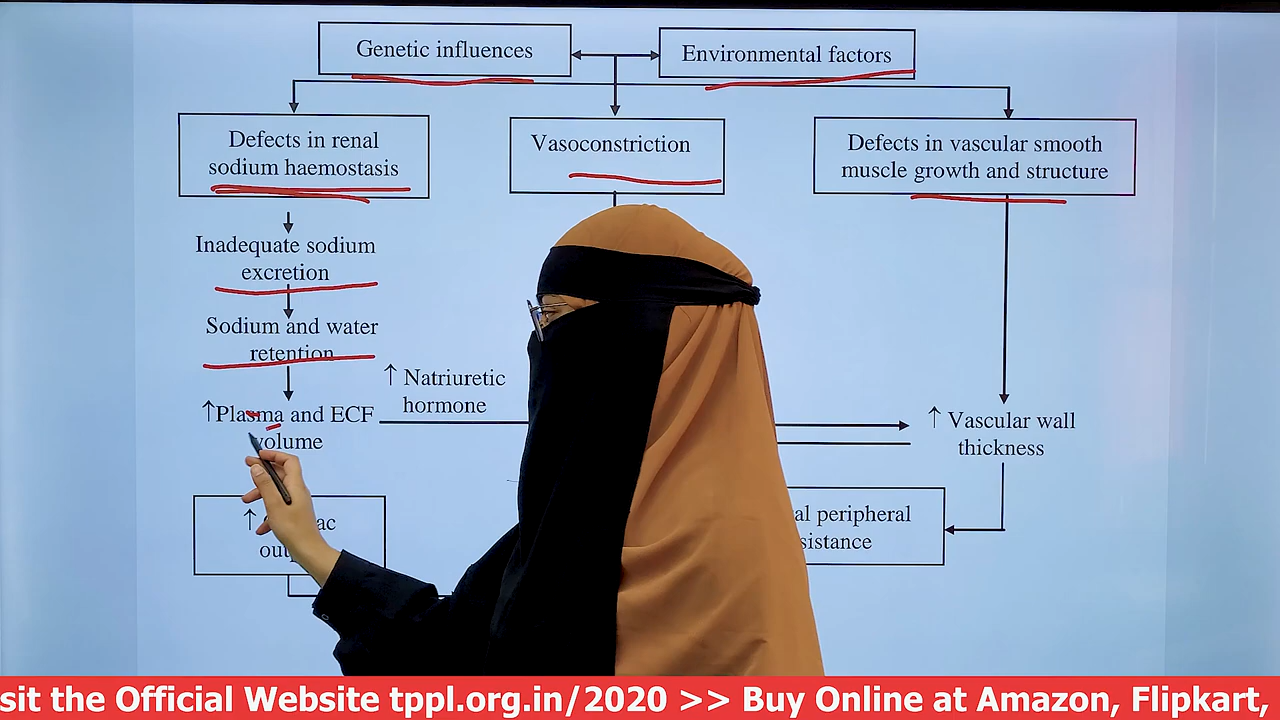 Genetic influences
Environmental factors
Defects in renal
sodium haemostasis
Vasoconstriction
Defects in vascular smooth
muscle growth and structure
Inadequate sodium
excretion
Sodium and water
retention
↑ Natriuretic
hormone
↑Plasma and ECF
volume
↑ Vascular wall
thickness
↑
al peripheral
sistance
sit the Official Website tppl.org.in/2020 >> Buy Online at Amazon, Flipkart,